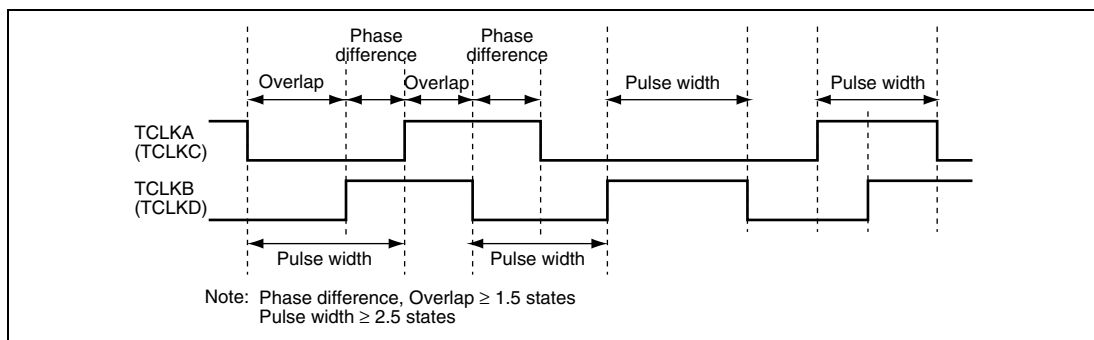 Phase
difference
Phase
difference
Overlap
Overlap
Pulse width
Pulse width
TCLKA
(TCLKC)
TCLKB
(TCLKD)
Pulse width
Pulse width
Note: Phase difference, Overlap ≥ 1.5 states
Pulse width ≥ 2.5 states